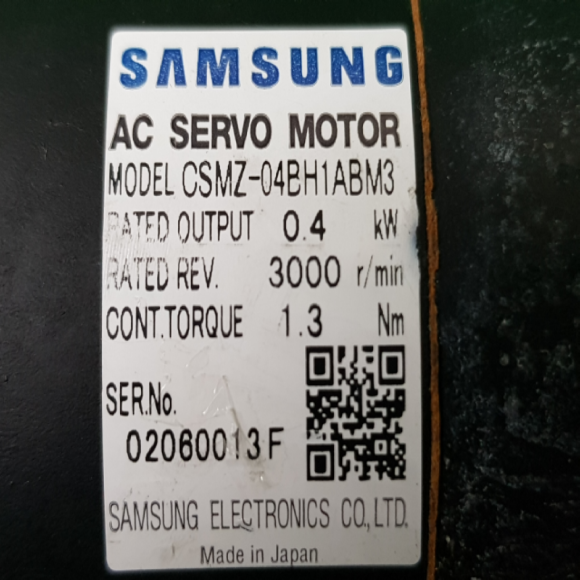 SAMSUNG
AC SERVO MOTOR
MODEL CSMZ-04BH1ABM3
RATED OUTPUT 0.4 kW
RATED REV. 3000 r/min
CONT.TORQUE 1.3 Nm
SER.No.
02060013F
SAMSUNG ELECTRONICS CO., LTD.
Made in Japan